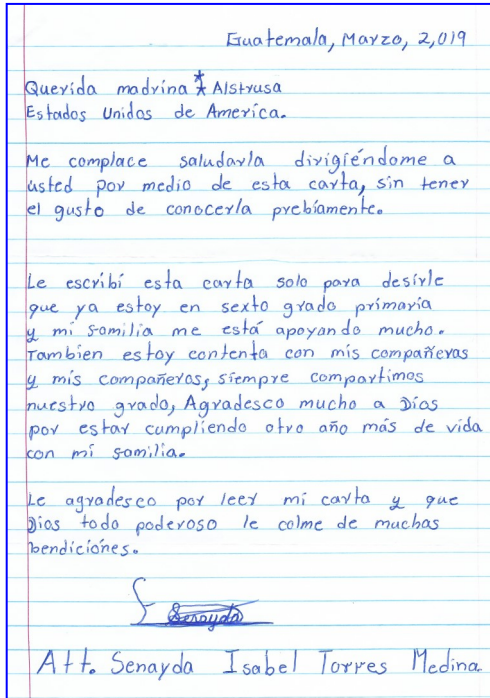 Guatemala, Marzo, 2,019
Querida madrina Alstrusa
Estados Unidos de America.
Me complace saludarla dirigiéndome a
usted por medio de esta carta, sin tener
el gusto de conocerla prebiamente.
Le escribí esta carta solo para desirle
que ya estoy en sexto grado primaria
y mi familia me está apoyando mucho.
Tambien estoy contenta con mis compañeras
y mis compañeros, siempre compartimos
nuestro grado, Agradesco mucho a Dios
por estar cumpliendo otro año más de vida
con mi familia.
Le agradesco por leer mi carta y que
Dios todo poderoso le colme de muchas
bendiciónes.
Senayda
Att. Senayda Isabel Torres Medina